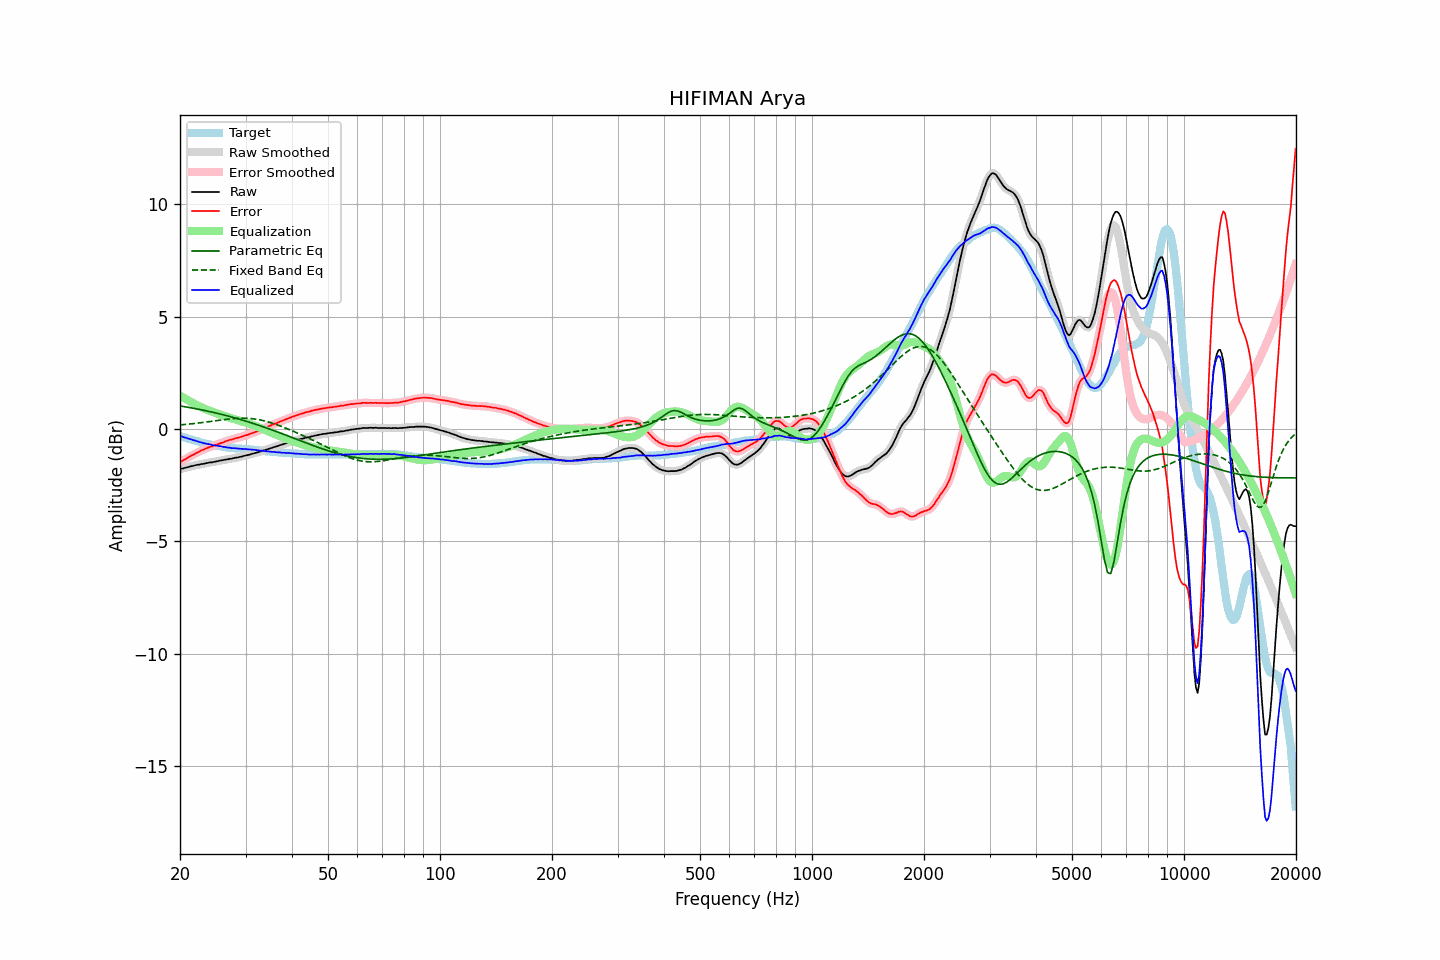 HIFIMAN Arya
Target
Raw Smoothed
Error Smoothed
Raw
Error
Equalization
Parametric Eq
Fixed Band Eq
Equalized
10
5
0
−5
−10
−15
Amplitude (dBr)
20 50 100 200 500 1000 2000 5000 10000 20000
Frequency (Hz)